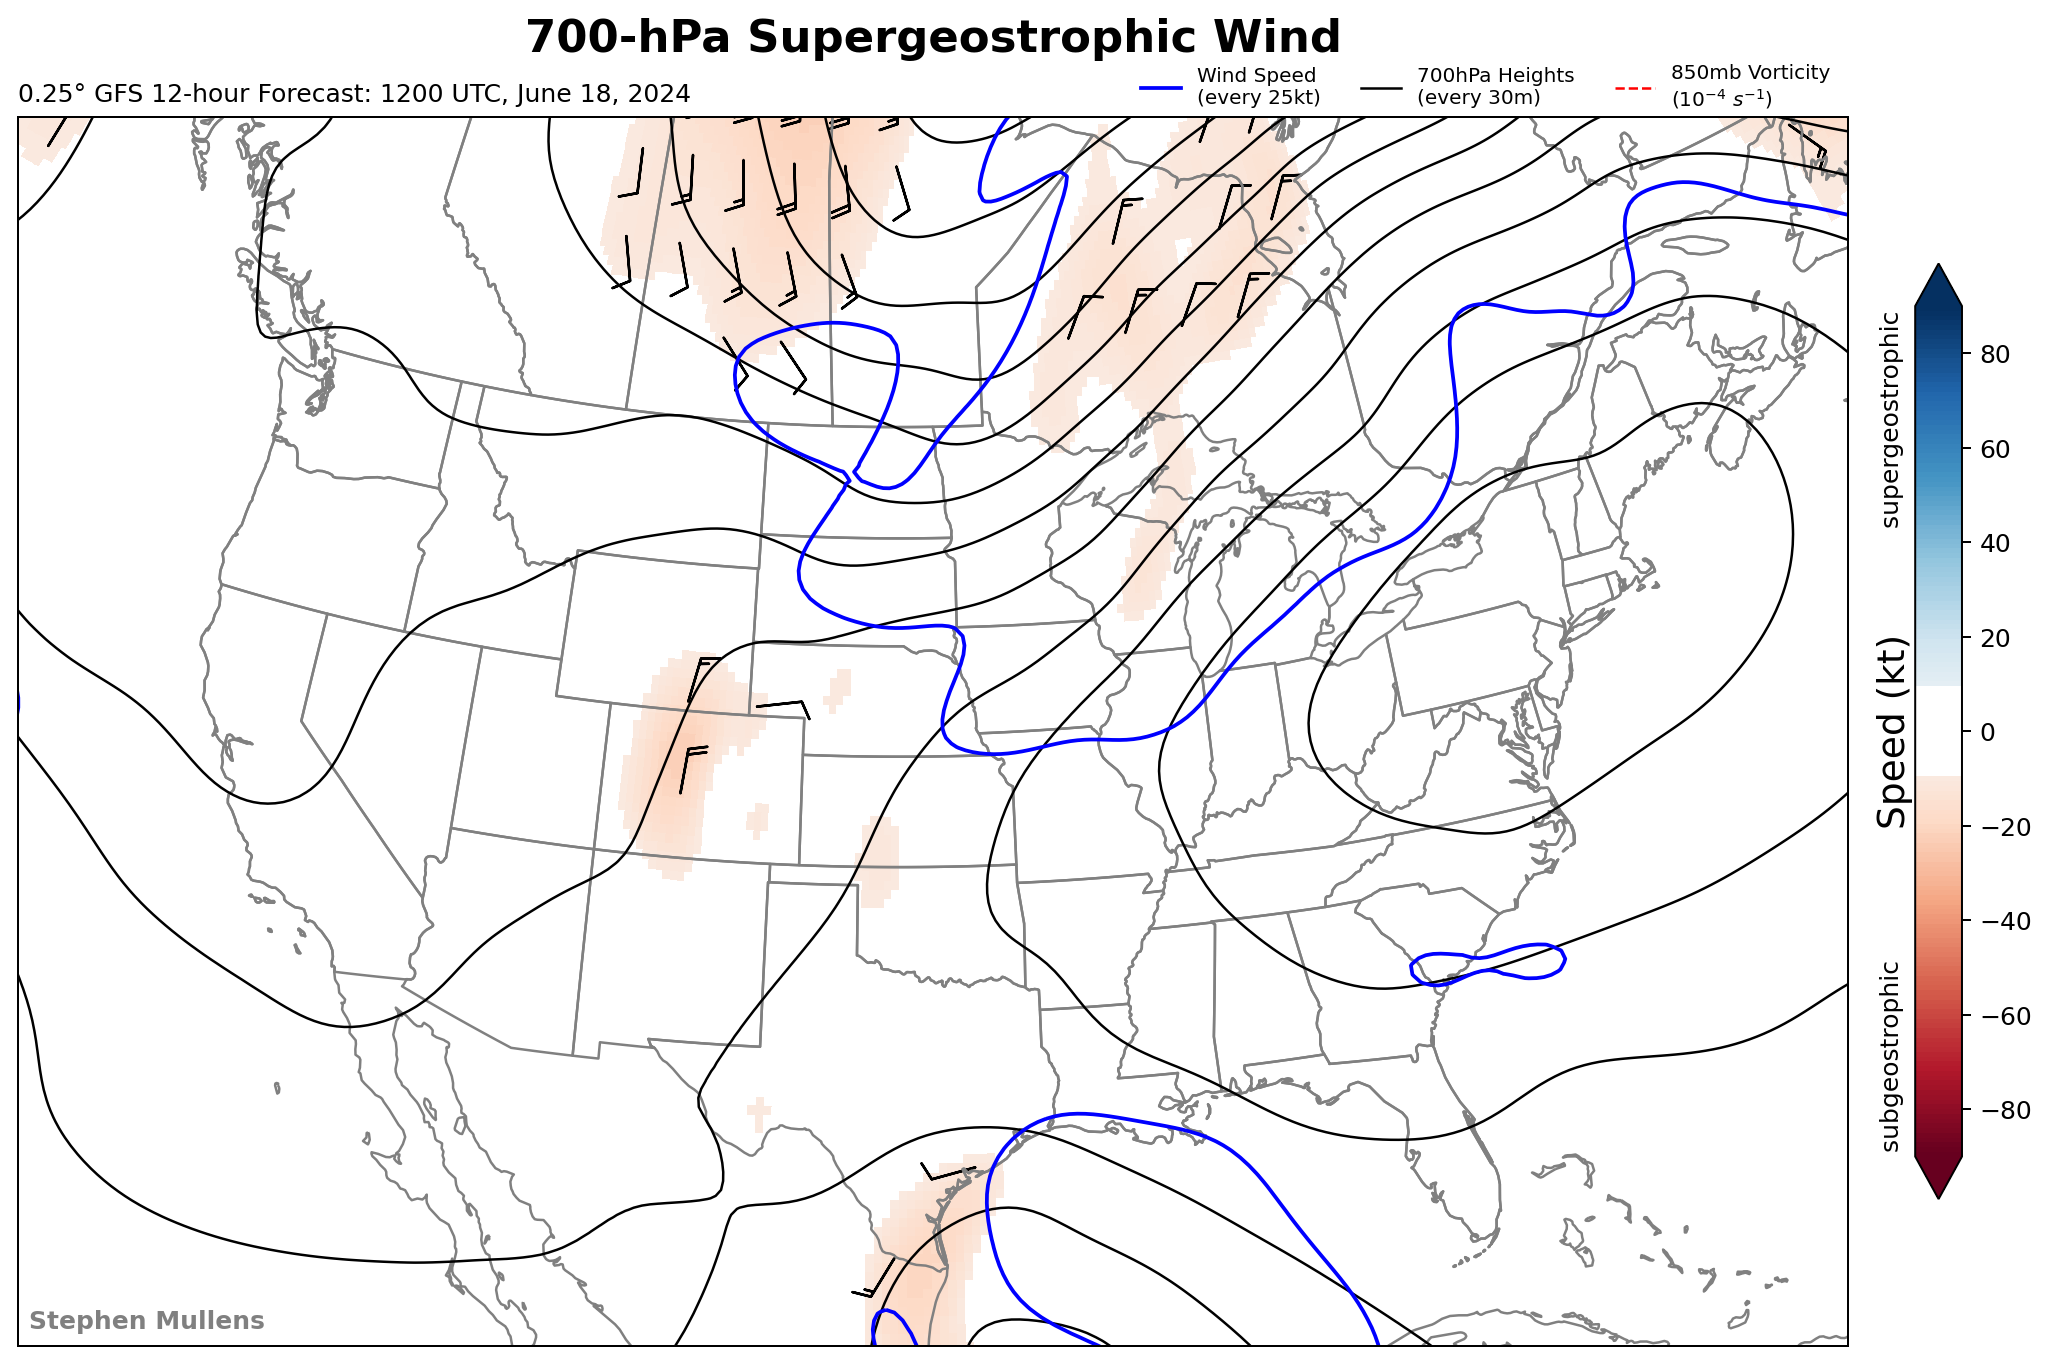 700-hPa Supergeostrophic Wind
0.25° GFS 12-hour Forecast: 1200 UTC, June 18, 2024
Wind Speed
(every 25kt)
700hPa Heights
(every 30m)
850mb Vorticity
(10⁻⁴ s⁻¹)
supergeostrophic
Speed (kt)
subgeostrophic
80
60
40
20
0
−20
−40
−60
−80
Stephen Mullens